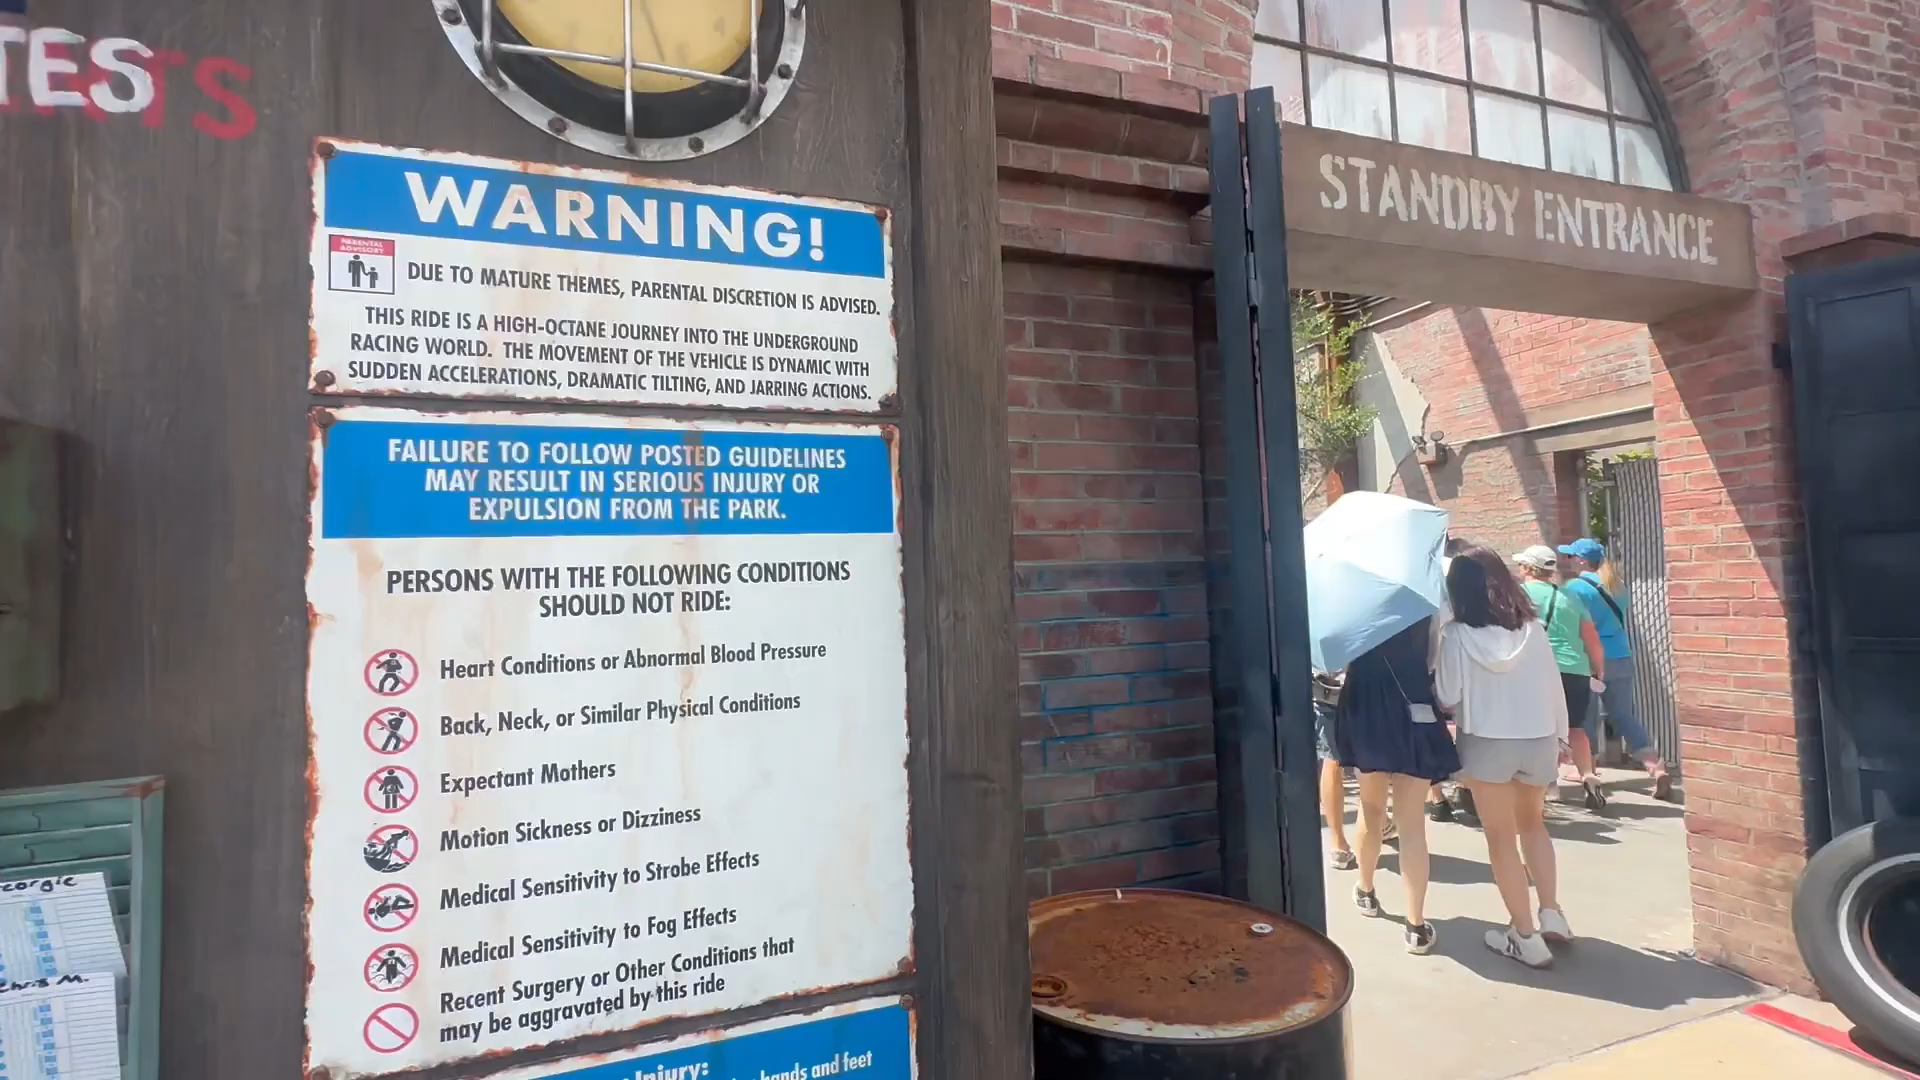 TES
TS
WARNING!
PARENTAL
ADVISORY
DUE TO MATURE THEMES, PARENTAL DISCRETION IS ADVISED.
THIS RIDE IS A HIGH-OCTANE JOURNEY INTO THE UNDERGROUND
RACING WORLD. THE MOVEMENT OF THE VEHICLE IS DYNAMIC WITH
SUDDEN ACCELERATIONS, DRAMATIC TILTING, AND JARRING ACTIONS.
FAILURE TO FOLLOW POSTED GUIDELINES
MAY RESULT IN SERIOUS INJURY OR
EXPULSION FROM THE PARK.
PERSONS WITH THE FOLLOWING CONDITIONS
SHOULD NOT RIDE:
Heart Conditions or Abnormal Blood Pressure
Back, Neck, or Similar Physical Conditions
Expectant Mothers
Motion Sickness or Dizziness
Medical Sensitivity to Strobe Effects
Medical Sensitivity to Fog Effects
Recent Surgery or Other Conditions that
may be aggravated by this ride
Injury:
hands and feet
STANDBY ENTRANCE